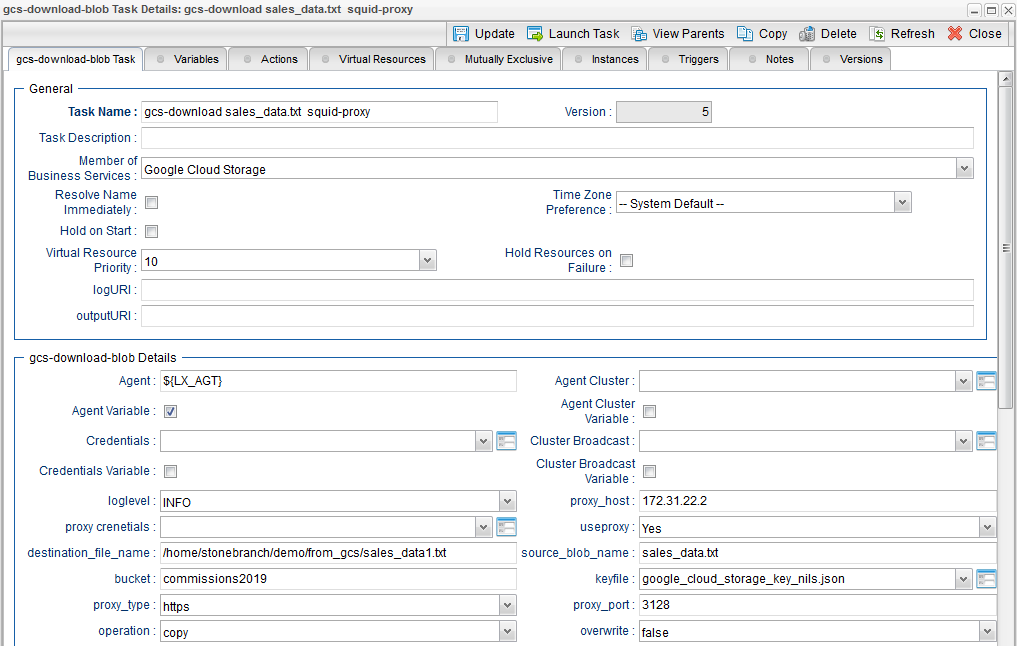 gcs-download-blob Task Details: gcs-download sales_data.txt  squid-proxy
Update Launch Task View Parents Copy Delete Refresh Close
gcs-download-blob Task Variables Actions Virtual Resources Mutually Exclusive Instances Triggers Notes Versions
General
Task Name : gcs-download sales_data.txt  squid-proxy Version : 5
Task Description :
Member of
Business Services : Google Cloud Storage
Resolve Name
Immediately :
Time Zone
Preference : -- System Default --
Hold on Start :
Virtual Resource
Priority : 10
Hold Resources on
Failure :
logURI :
outputURI :
gcs-download-blob Details
Agent : ${LX_AGT} Agent Cluster :
Agent Variable :
Agent Cluster
Variable :
Credentials : Cluster Broadcast :
Credentials Variable :
Cluster Broadcast
Variable :
loglevel : INFO proxy_host : 172.31.22.2
proxy crenetials : useproxy : Yes
destination_file_name : /home/stonebranch/demo/from_gcs/sales_data1.txt source_blob_name : sales_data.txt
bucket : commissions2019 keyfile : google_cloud_storage_key_nils.json
proxy_type : https proxy_port : 3128
operation : copy overwrite : false